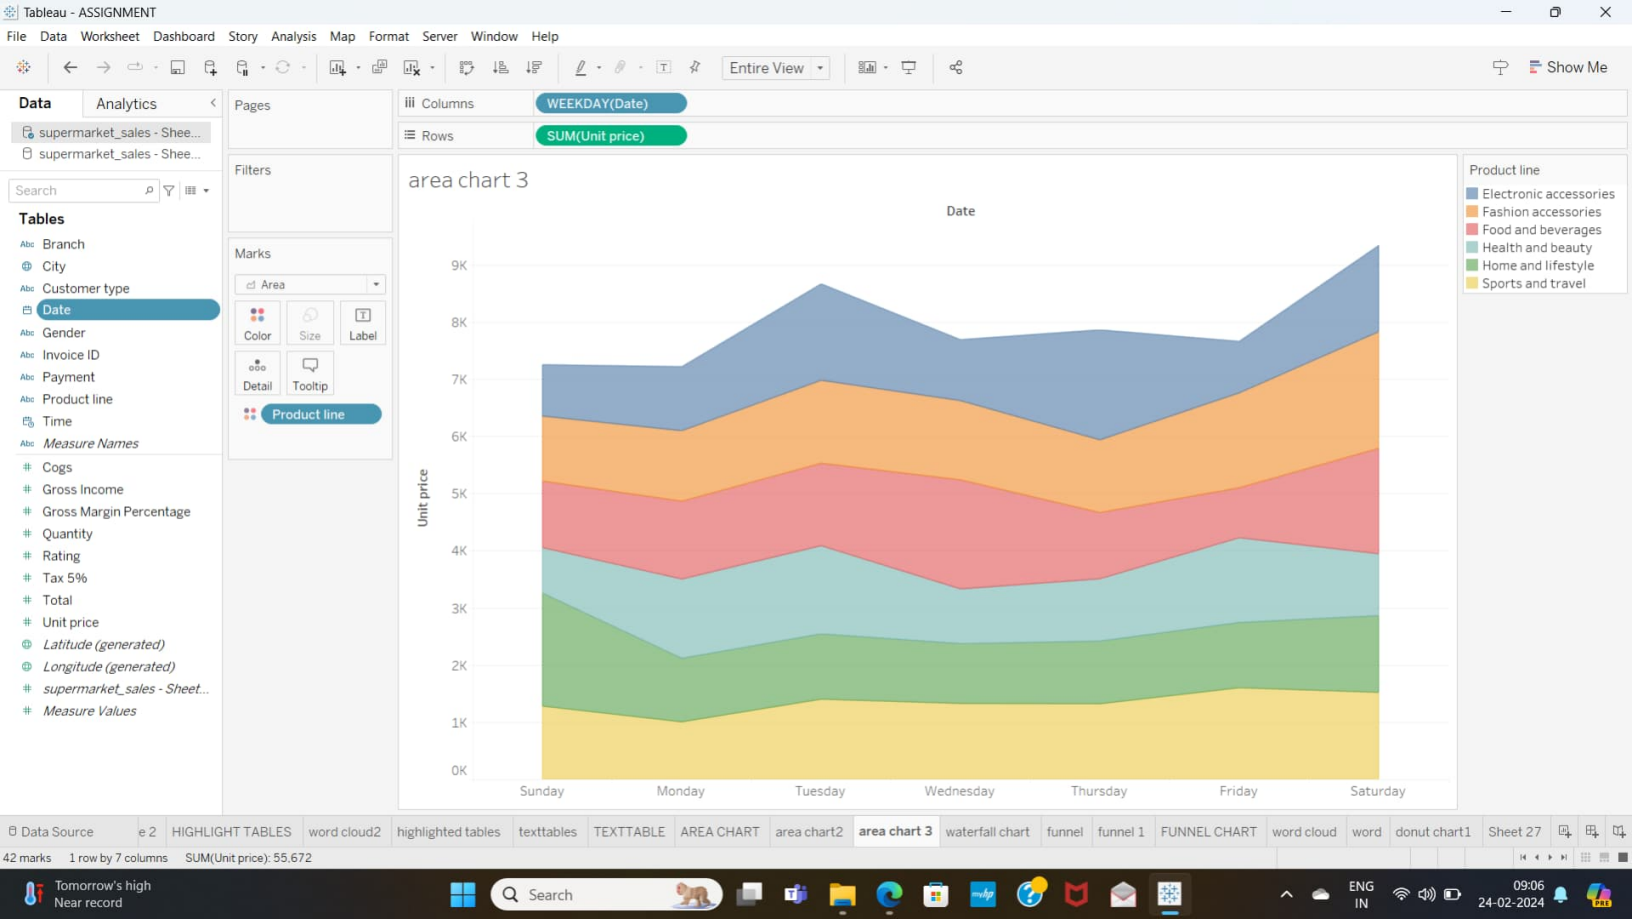 Tableau - ASSIGNMENT
File Data Worksheet Dashboard Story Analysis Map Format Server Window Help
Entire View
Show Me
Data Analytics
supermarket_sales - Shee...
supermarket_sales - Shee...
Search
Tables
Abc Branch
City
Abc Customer type
Date
Abc Gender
Abc Invoice ID
Abc Payment
Abc Product line
Time
Abc Measure Names
# Cogs
# Gross Income
# Gross Margin Percentage
# Quantity
# Rating
# Tax 5%
# Total
# Unit price
Latitude (generated)
Longitude (generated)
# supermarket_sales - Sheet...
# Measure Values
Pages
Filters
Marks
Area
Color Size Label
Detail Tooltip
Product line
Columns WEEKDAY(Date)
Rows SUM(Unit price)
area chart 3
Date
Unit price
9K
8K
7K
6K
5K
4K
3K
2K
1K
0K
Sunday Monday Tuesday Wednesday Thursday Friday Saturday
Product line
Electronic accessories
Fashion accessories
Food and beverages
Health and beauty
Home and lifestyle
Sports and travel
Data Source e 2 HIGHLIGHT TABLES word cloud2 highlighted tables texttables TEXTTABLE AREA CHART area chart2 area chart 3 waterfall chart funnel funnel 1 FUNNEL CHART word cloud word donut chart1 Sheet 27
42 marks 1 row by 7 columns SUM(Unit price): 55,672
Tomorrow's high
Near record
Search
ENG
IN
09:06
24-02-2024
PRE